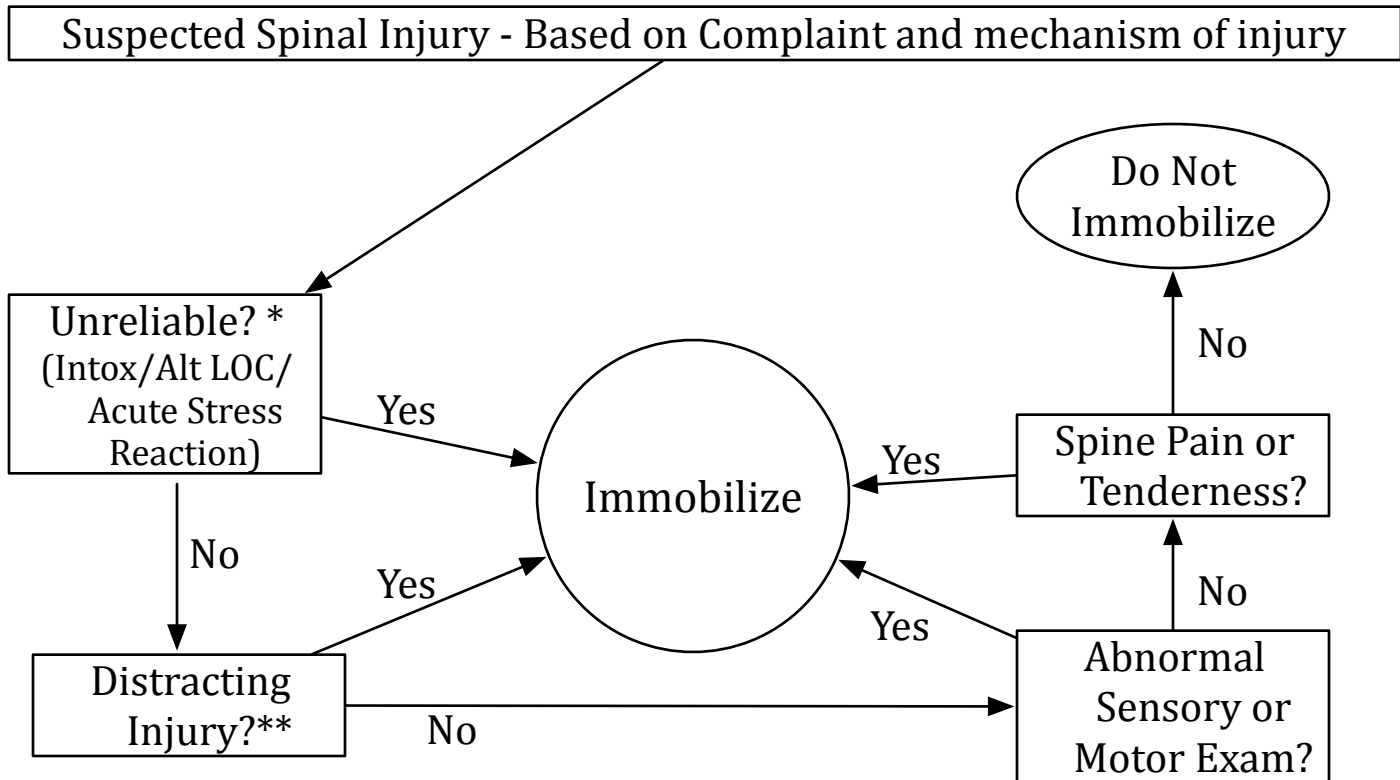 Suspected Spinal Injury - Based on Complaint and mechanism of injury
Do Not
Immobilize
Unreliable? *
(Intox/Alt LOC/
Acute Stress
Reaction)
Yes
No
Immobilize
No
Spine Pain or
Tenderness?
Yes
Yes
No
Yes
Distracting
Injury?**
No
Abnormal
Sensory or
Motor Exam?